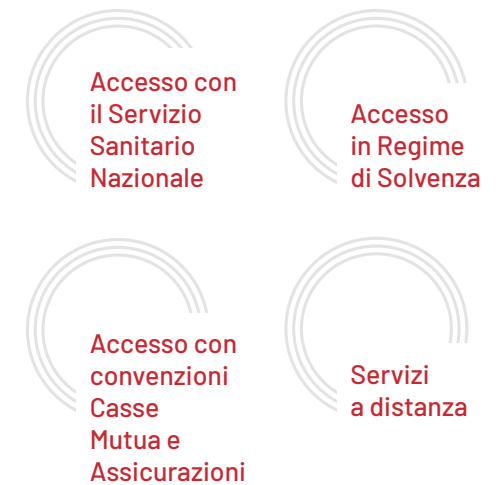 Accesso con
il Servizio
Sanitario
Nazionale
Accesso
in Regime
di Solvenza
Accesso con
convenzioni
Casse
Mutua e
Assicurazioni
Servizi
a distanza